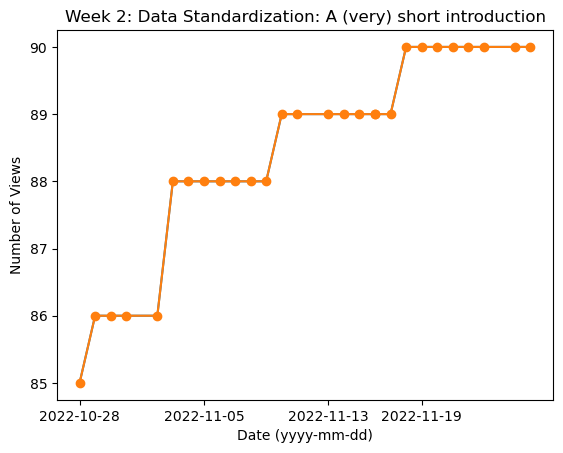 Week 2: Data Standardization: A (very) short introduction
90
89
88
87
86
85
Number of Views
2022-10-28 2022-11-05 2022-11-13 2022-11-19
Date (yyyy-mm-dd)